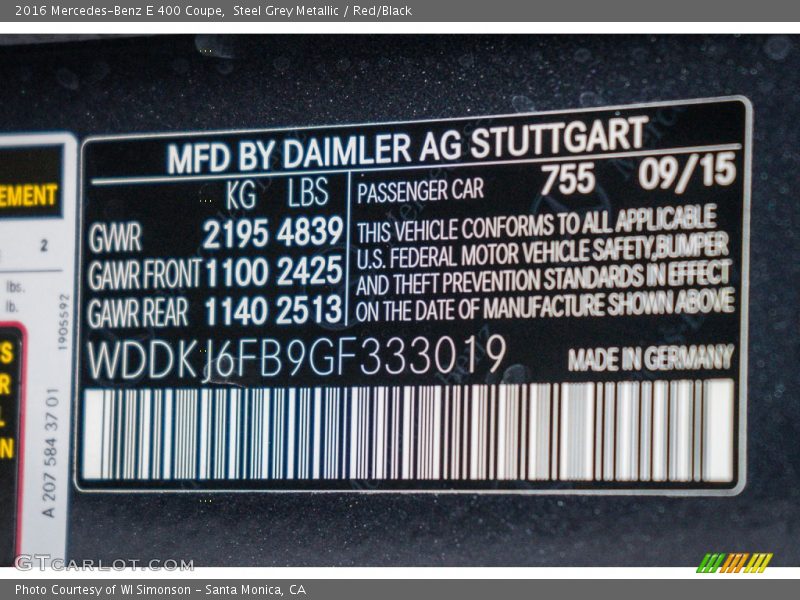 2016 Mercedes-Benz E 400 Coupe,  Steel Grey Metallic / Red/Black
MFD BY DAIMLER AG STUTTGART
KG LBS PASSENGER CAR 755 09/15
GWR 2195 4839
GAWR FRONT 1100 2425
GAWR REAR 1140 2513
THIS VEHICLE CONFORMS TO ALL APPLICABLE
U.S. FEDERAL MOTOR VEHICLE SAFETY,BUMPER
AND THEFT PREVENTION STANDARDS IN EFFECT
ON THE DATE OF MANUFACTURE SHOWN ABOVE
WDDKJ6FB9GF333019 MADE IN GERMANY
EMENT
2
lbs.
lb.
1905592
A 207 584 37 01
GTCARLOT.COM
Photo Courtesy of WI Simonson - Santa Monica, CA